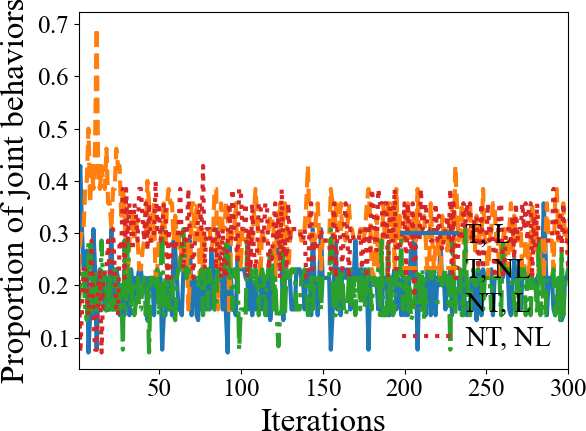 Proportion of joint behaviors
0.7
0.6
0.5
0.4
0.3
0.2
0.1
T, L
T, NL
NT, L
NT, NL
50 100 150 200 250 300
Iterations